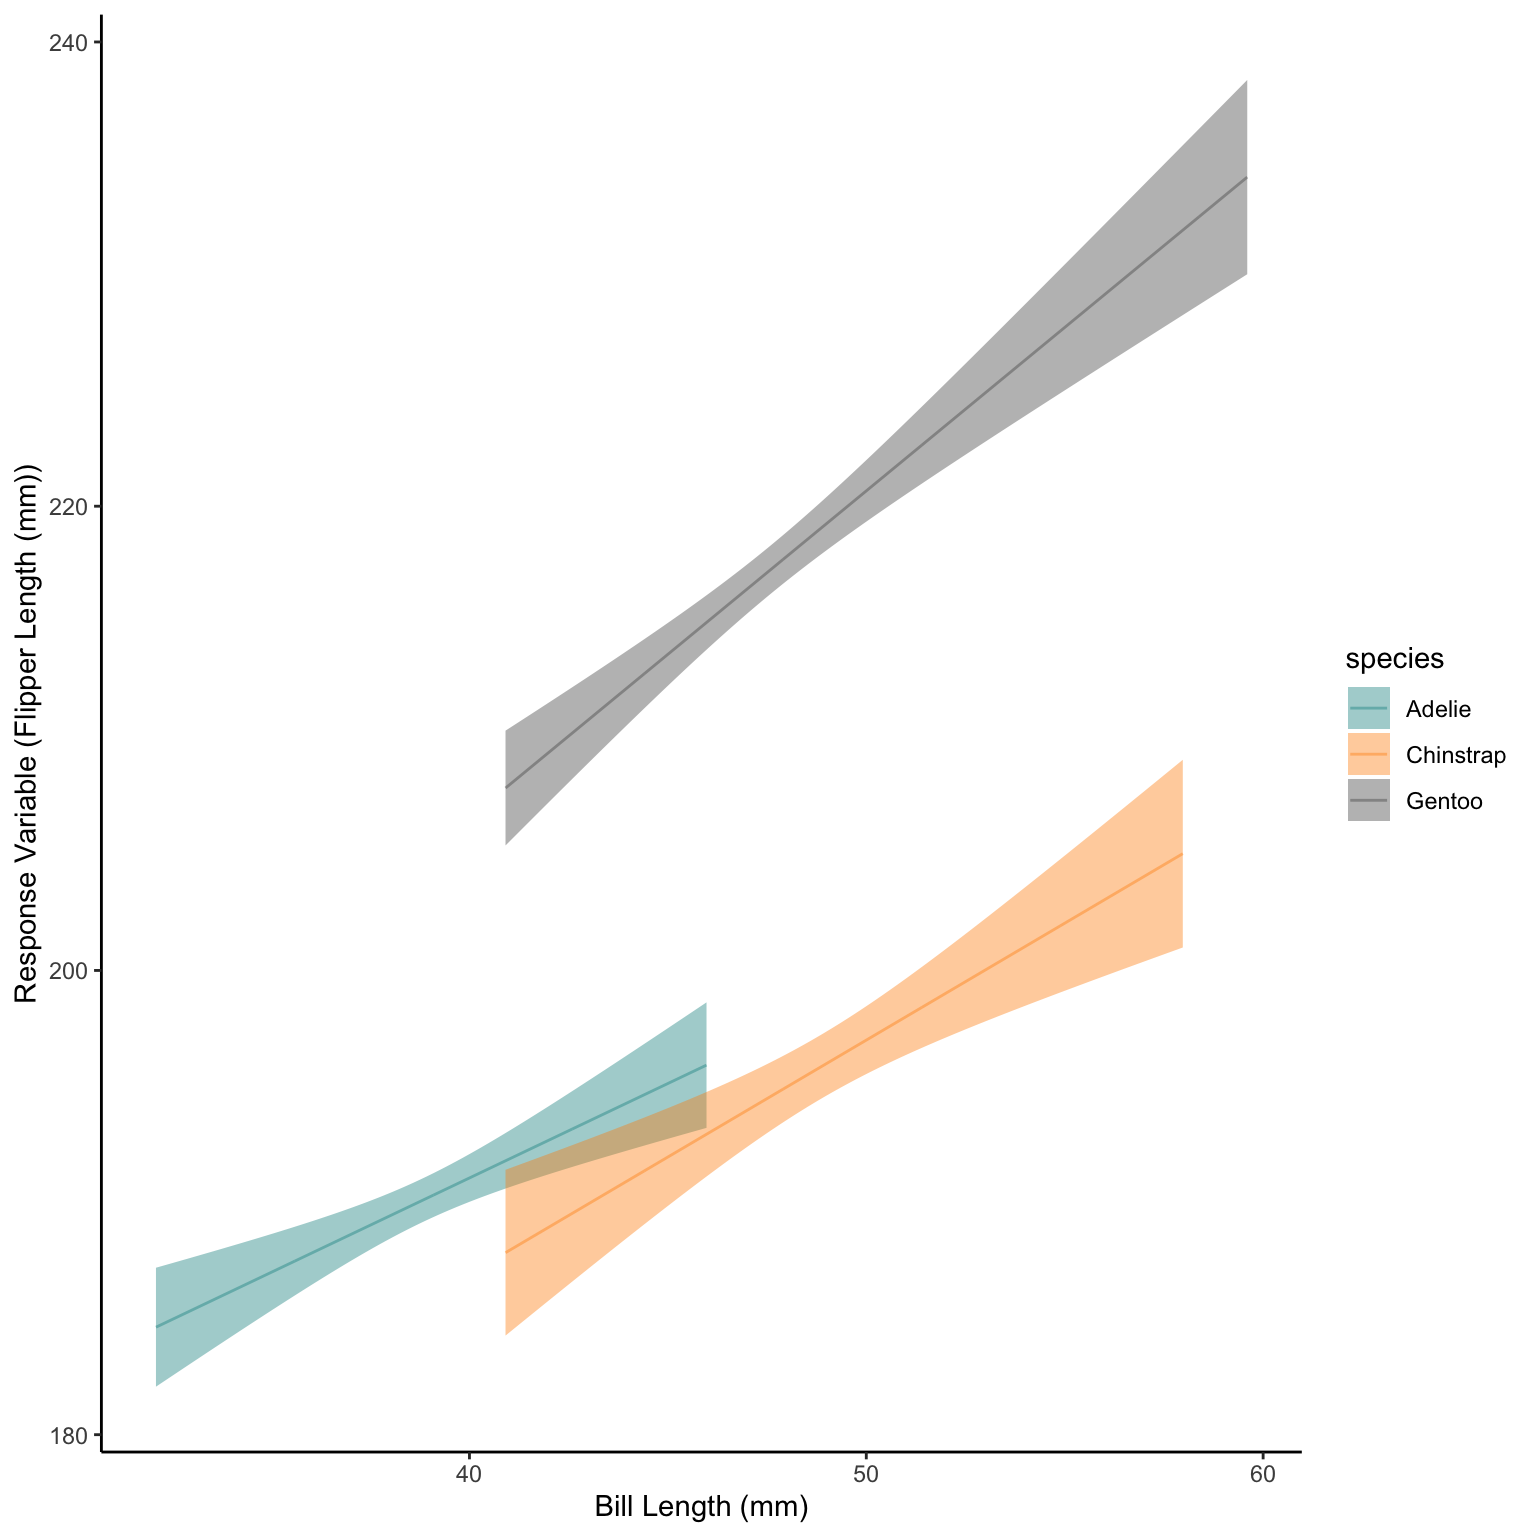 240
220
200
180
Response Variable (Flipper Length (mm))
40
50
60
Bill Length (mm)
species
Adelie
Chinstrap
Gentoo